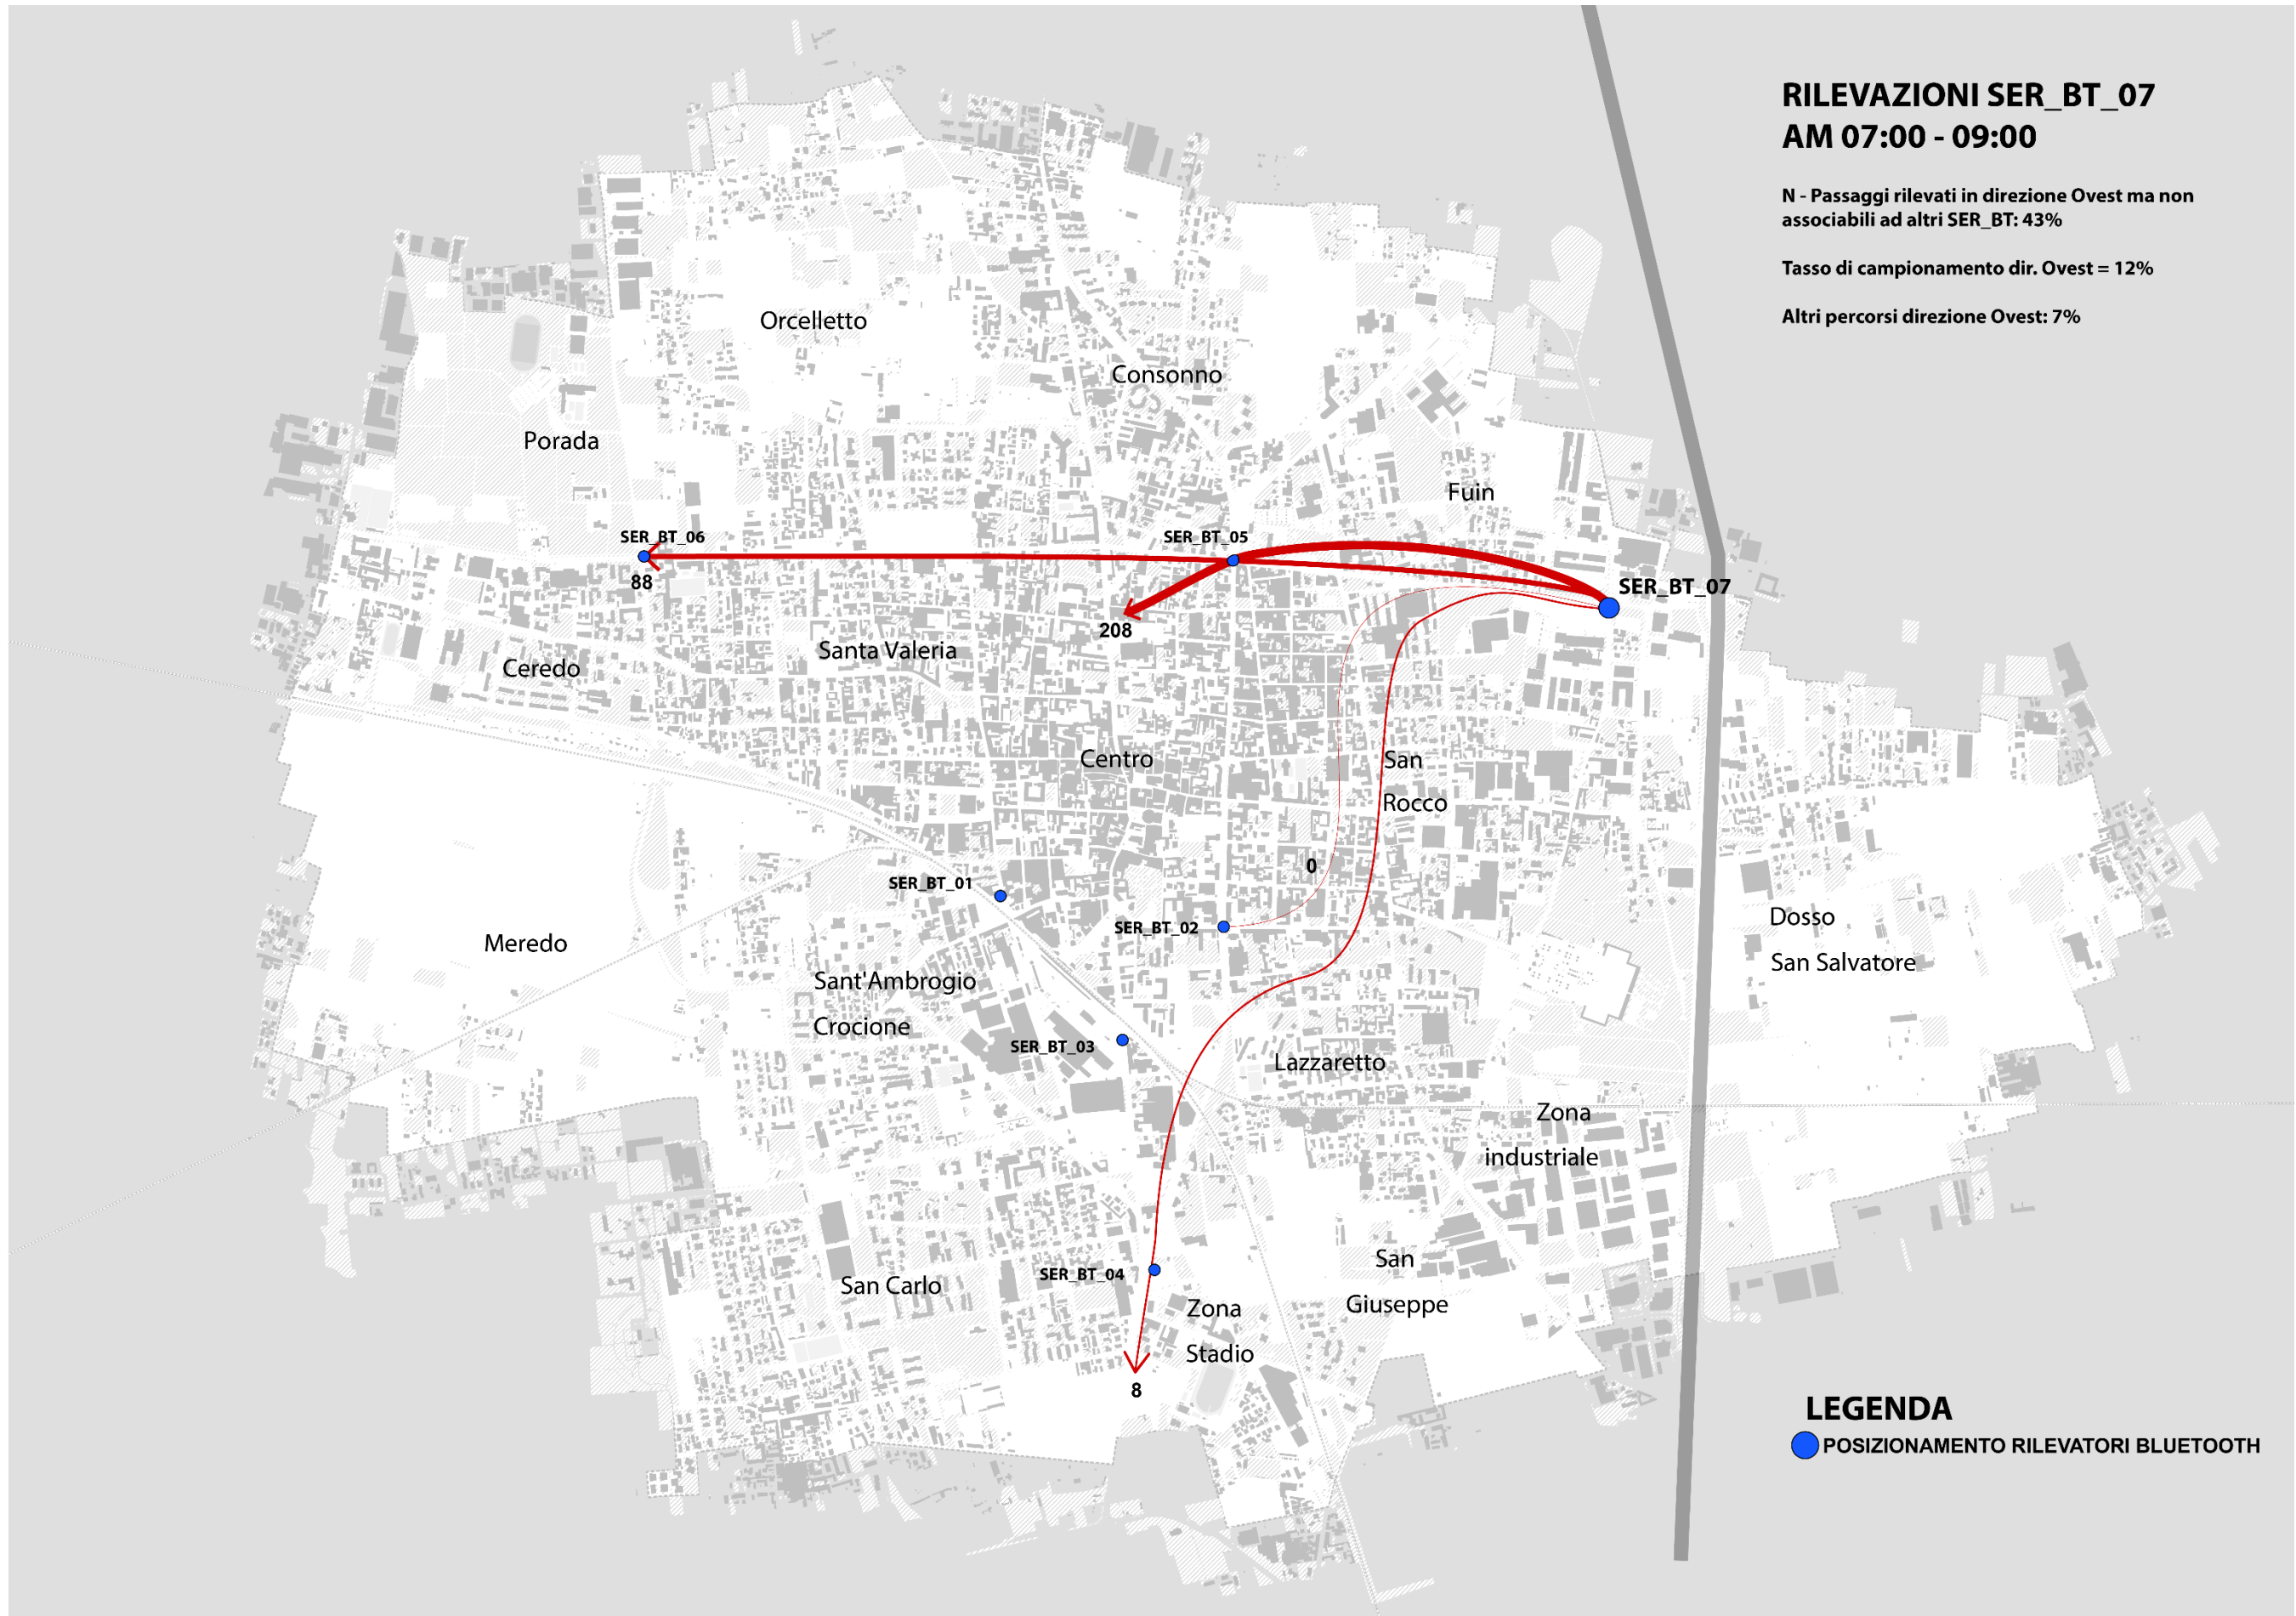 RILEVAZIONI SER_BT_07
AM 07:00 - 09:00
N - Passaggi rilevati in direzione Ovest ma non
associabili ad altri SER_BT: 43%
Tasso di campionamento dir. Ovest = 12%
Altri percorsi direzione Ovest: 7%
Orcelletto
Consonno
Porada
Fuin
SER_BT_06
SER_BT_05
88
SER_BT_07
208
Santa Valeria
Ceredo
Centro
San
Rocco
0
SER_BT_01
SER_BT_02
Dosso
San Salvatore
Meredo
Sant'Ambrogio
Crocione
SER_BT_03
Lazzaretto
Zona
industriale
San
Giuseppe
SER_BT_04
San Carlo
Zona
Stadio
8
LEGENDA
POSIZIONAMENTO RILEVATORI BLUETOOTH